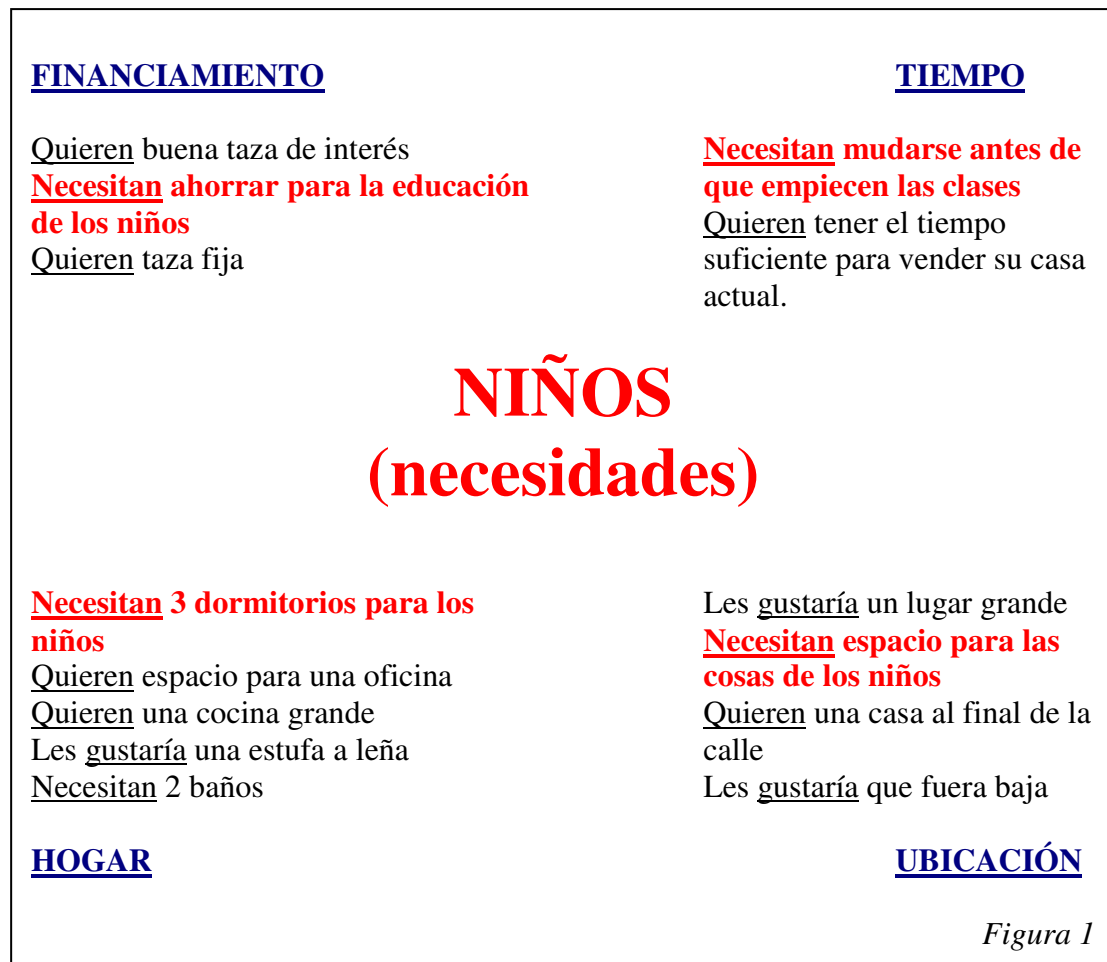 FINANCIAMIENTO
Quieren buena taza de interés
Necesitan ahorrar para la educación
de los niños
Quieren taza fija
TIEMPO
Necesitan mudarse antes de
que empiecen las clases
Quieren tener el tiempo
suficiente para vender su casa
actual.
NIÑOS
(necesidades)
Necesitan 3 dormitorios para los
niños
Quieren espacio para una oficina
Quieren una cocina grande
Les gustaría una estufa a leña
Necesitan 2 baños
HOGAR
Les gustaría un lugar grande
Necesitan espacio para las
cosas de los niños
Quieren una casa al final de la
calle
Les gustaría que fuera baja
UBICACIÓN
Figura 1